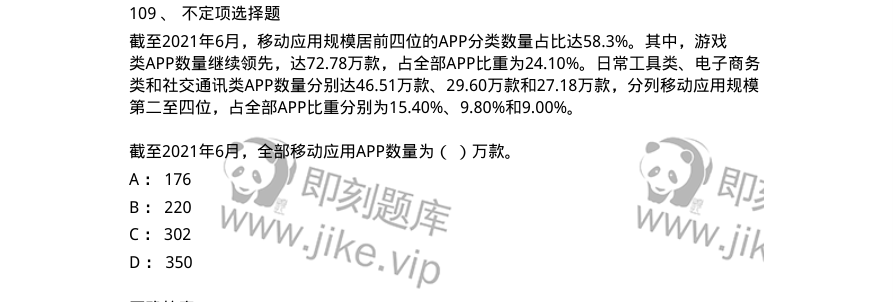 109 、 不定项选择题
截至2021年6月，移动应用规模居前四位的APP分类数量占比达58.3%。其中，游戏
类APP数量继续领先，达72.78万款，占全部APP比重为24.10%。日常工具类、电子商务
类和社交通讯类APP数量分别达46.51万款、29.60万款和27.18万款，分列移动应用规模
第二至四位，占全部APP比重分别为15.40%、9.80%和9.00%。
截至2021年6月，全部移动应用APP数量为（ ）万款。
A： 176
B： 220
C： 302
D： 350
即刻题库
www.jike.vip
即刻
www.jik